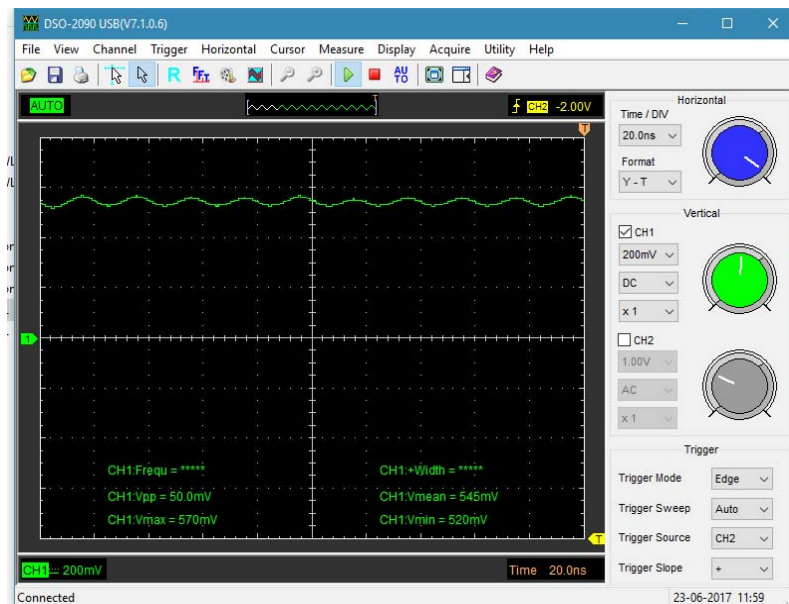 DSO-2090 USB(V7.1.0.6)
File View Channel Trigger Horizontal Cursor Measure Display Acquire Utility Help
R FFT AUTO
AUTO T CH2 -2.00V
T
1
CH1:Frequ = *****
CH1:+Width = *****
CH1:Vpp = 50.0mV
CH1:Vmean = 545mV
CH1:Vmax = 570mV
CH1:Vmin = 520mV
T
CH1 200mV
Time 20.0ns
Horizontal
Time / DIV
20.0ns
Format
Y - T
Vertical
CH1
200mV
DC
x 1
CH2
1.00V
AC
x 1
Trigger
Trigger Mode Edge
Trigger Sweep Auto
Trigger Source CH2
Trigger Slope +
Connected
23-06-2017 11:59